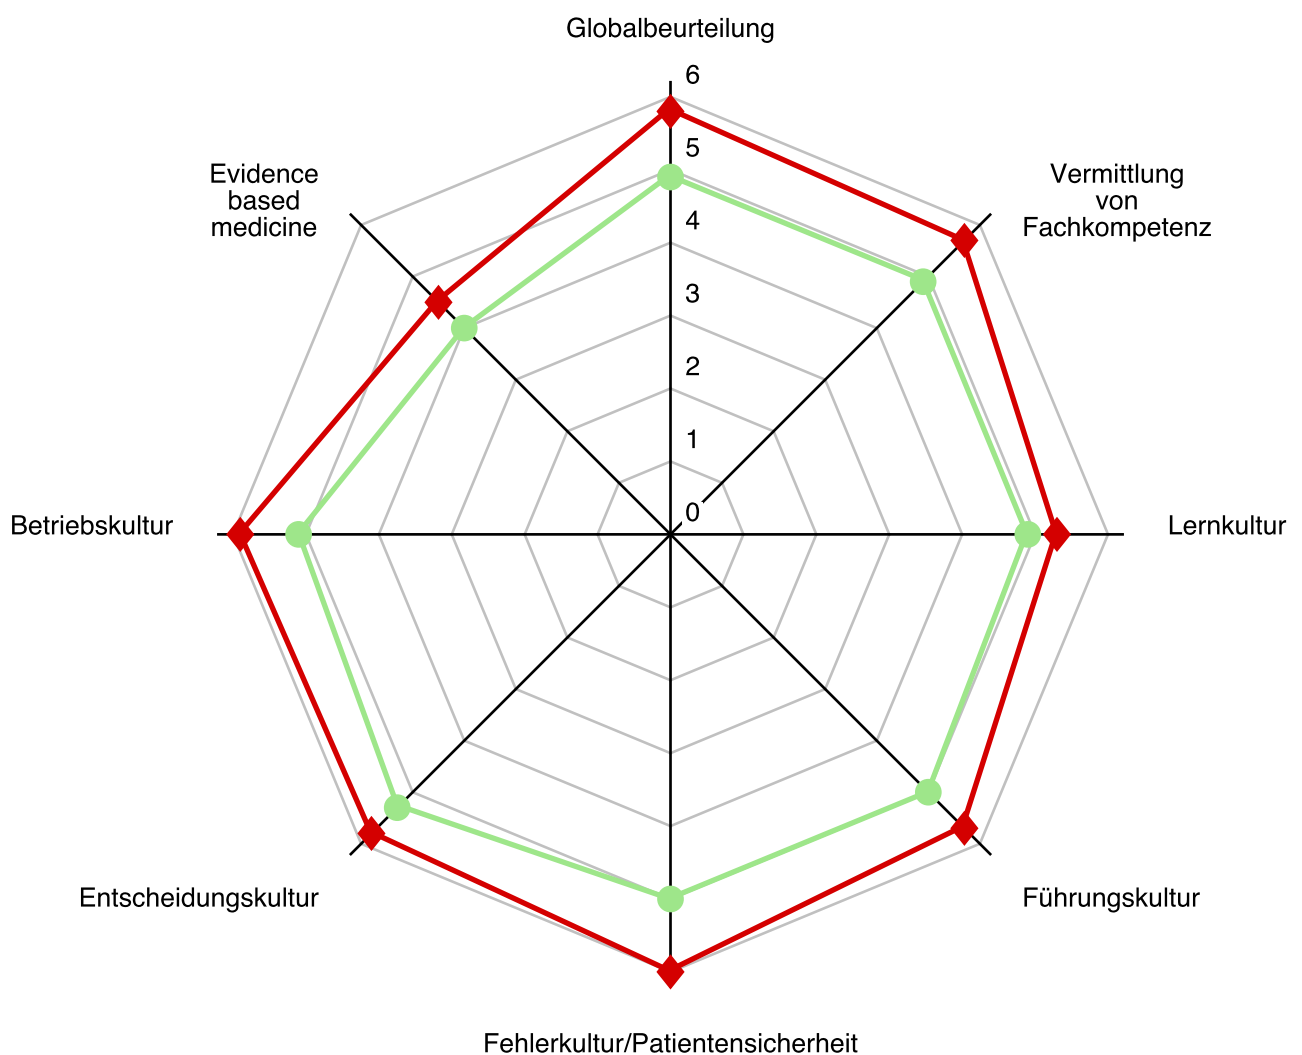 Globalbeurteilung
6
5
4
3
2
1
0
Evidence
based
medicine
Vermittlung
von
Fachkompetenz
Betriebskultur
Lernkultur
Entscheidungskultur
Führungskultur
Fehlerkultur/Patientensicherheit